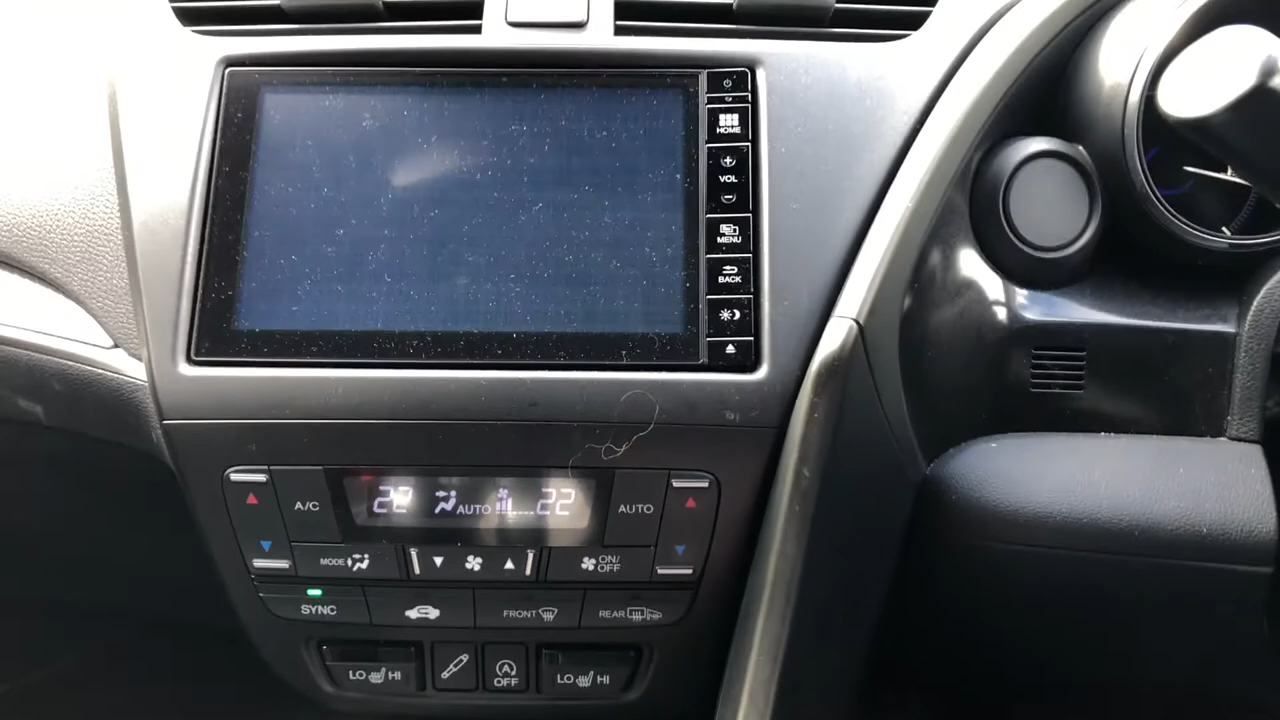 HOME
VOL
MENU
BACK
22 AUTO 22
A/C
AUTO
MODE
ON/
OFF
SYNC
FRONT
REAR
LO HI
A
OFF
LO HI